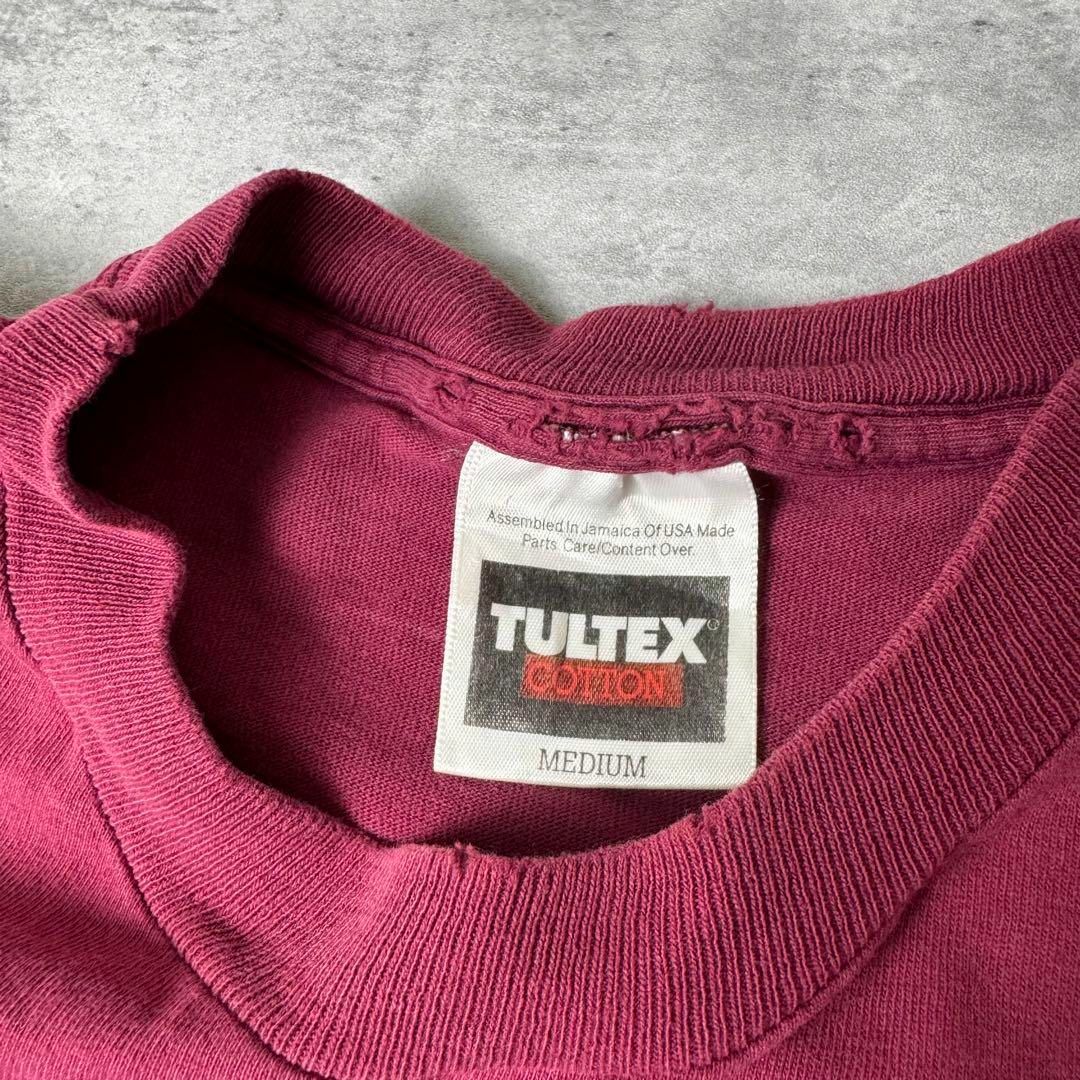 Assembled In Jamaica Of USA Made
Parts. Care/Content Over.
TULTEX®
COTTON
MEDIUM